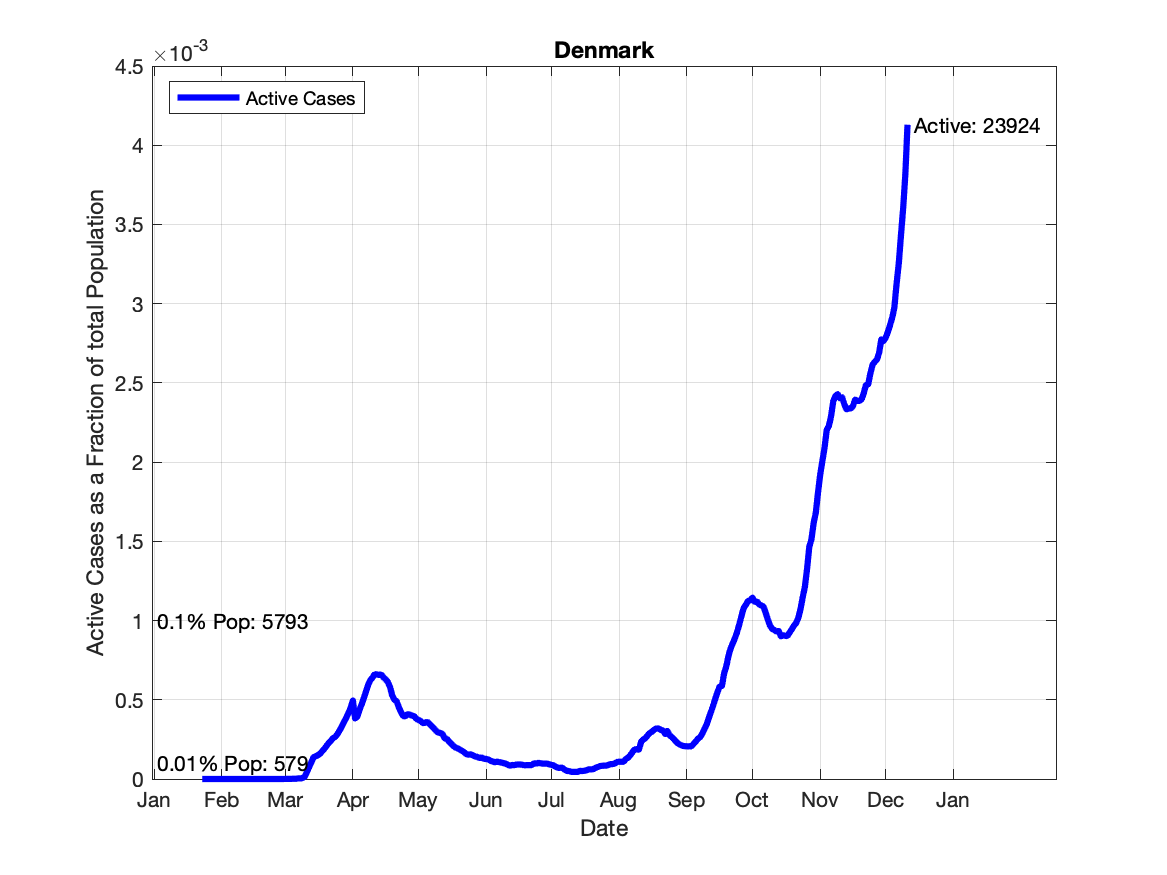 Denmark
×10-3
4.5
4
3.5
3
2.5
2
1.5
1
0.5
0
Active Cases as a Fraction of total Population
Active Cases
Active: 23924
0.1% Pop: 5793
0.01% Pop: 579
Jan Feb Mar Apr May Jun Jul Aug Sep Oct Nov Dec Jan
Date